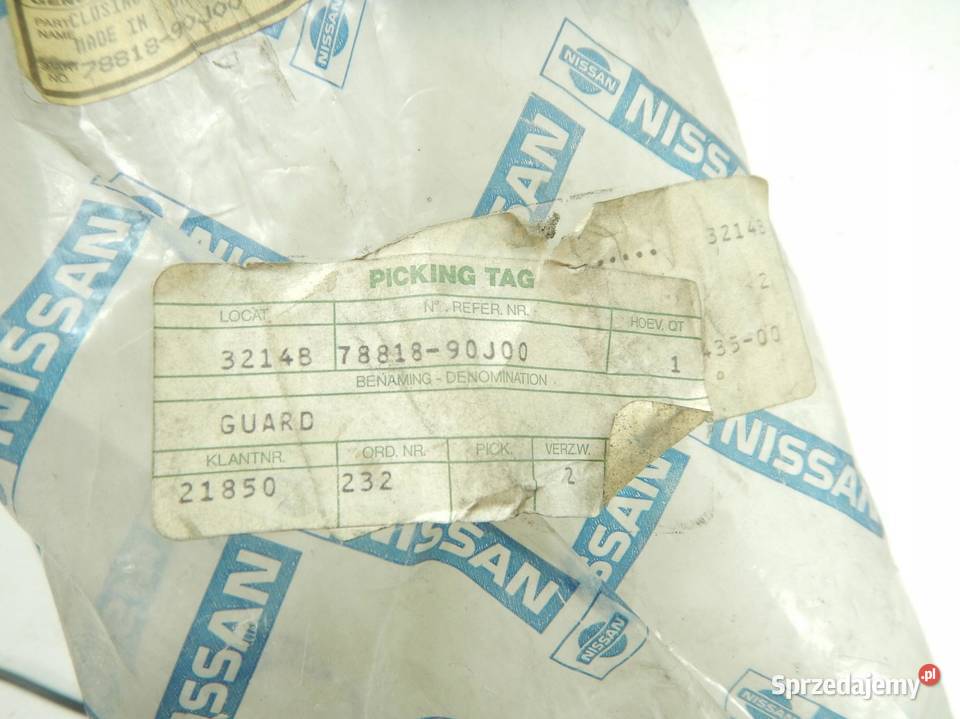 PART CLOSING
NAME
MADE IN
NO. 78818-90J00
NISSAN
NISSAN
NISSAN
NISSAN
NISSAN
32148
2
435-00
PICKING TAG
LOCAT.
N°. REFER. NR.
HOEV. QT
32148
78818-90J00
1
BENAMING - DENOMINATION
GUARD
KLANTNR.
ORD. NR.
PICK.
VERZW.
21850
232
2
NISSAN
NISSAN
NISSAN
NISSAN
NISSAN
NISSAN
Sprzedajemy.pl